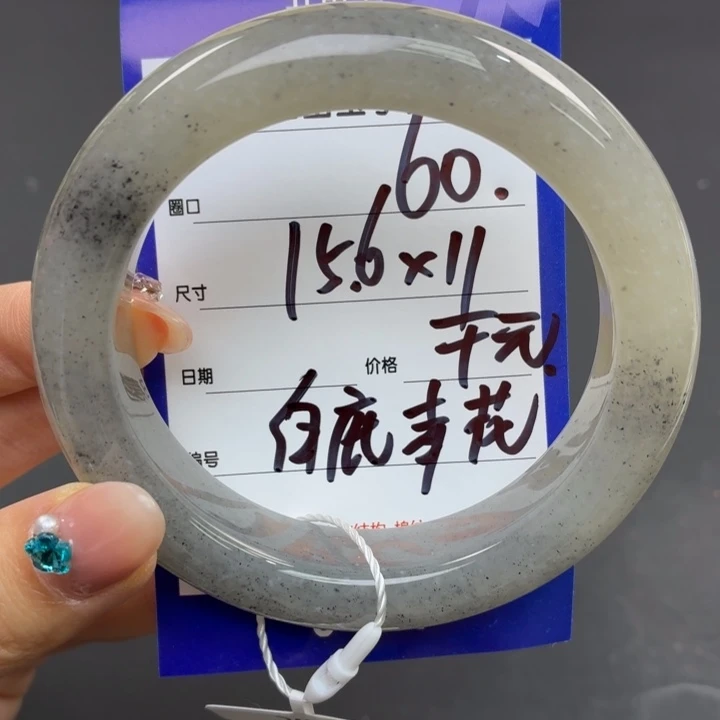 圈口 60.
尺寸 15.6×11
日期 价格 千元.
编号 白底青花